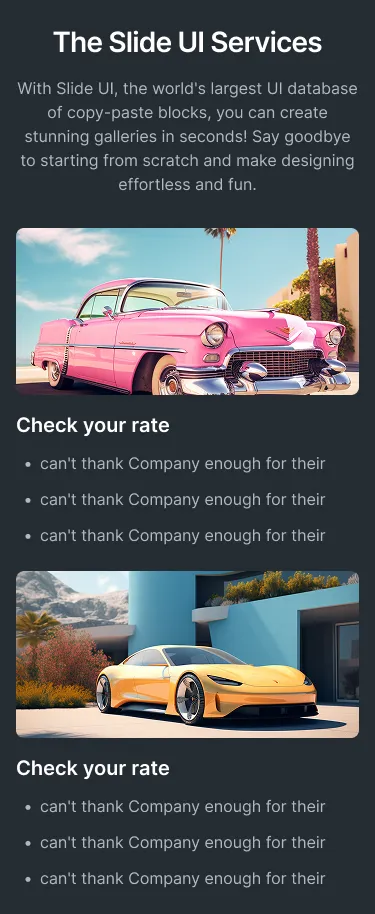 The Slide UI Services
With Slide UI, the world's largest UI database
of copy-paste blocks, you can create
stunning galleries in seconds! Say goodbye
to starting from scratch and make designing
effortless and fun.
Check your rate
• can't thank Company enough for their
• can't thank Company enough for their
• can't thank Company enough for their
Check your rate
• can't thank Company enough for their
• can't thank Company enough for their
• can't thank Company enough for their